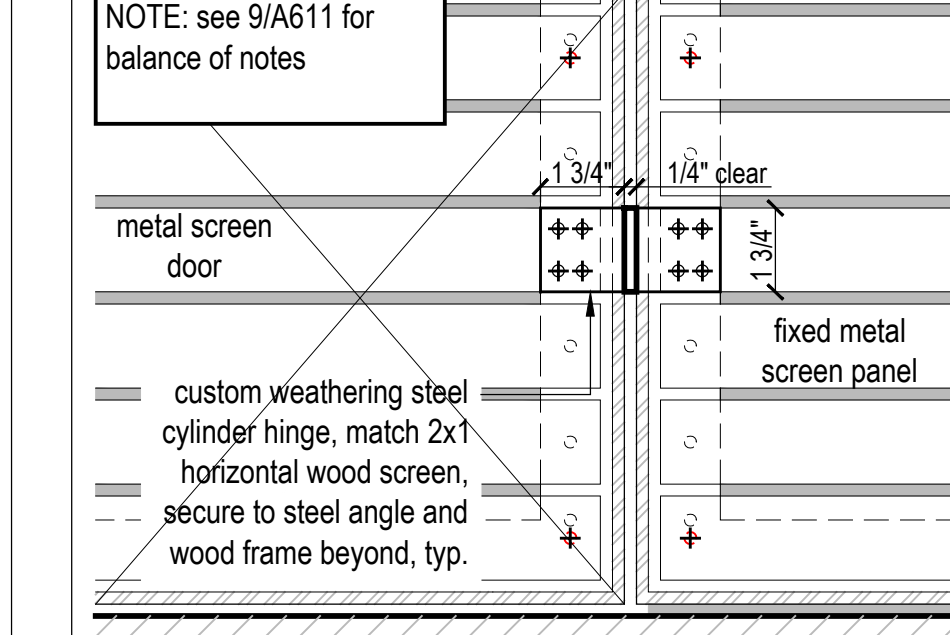 NOTE: see 9/A611 for
balance of notes
1 3/4"
1/4" clear
metal screen
door
1 3/4"
fixed metal
screen panel
custom weathering steel
cylinder hinge, match 2x1
horizontal wood screen,
secure to steel angle and
wood frame beyond, typ.